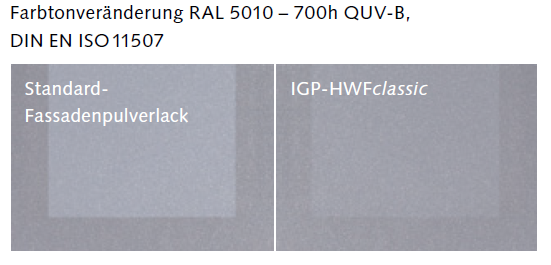 Farbtonveränderung RAL 5010 – 700h QUV-B,
DIN EN ISO 11507
Standard-
Fassadenpulverlack
IGP-HWFclassic